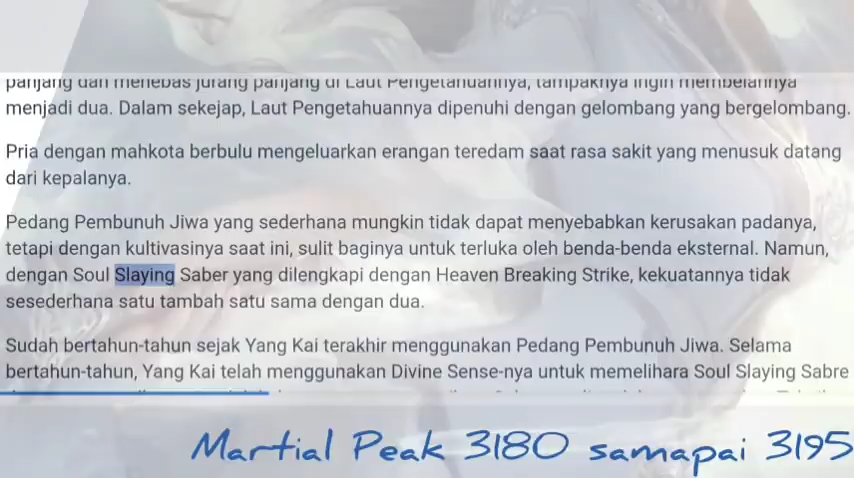 panjang dan menebas jurang panjang di Laut Pengetahuannya, tampaknya ingin membelahnya
menjadi dua. Dalam sekejap, Laut Pengetahuannya dipenuhi dengan gelombang yang bergelombang.
Pria dengan mahkota berbulu mengeluarkan erangan teredam saat rasa sakit yang menusuk datang
dari kepalanya.
Pedang Pembunuh Jiwa yang sederhana mungkin tidak dapat menyebabkan kerusakan padanya,
tetapi dengan kultivasinya saat ini, sulit baginya untuk terluka oleh benda-benda eksternal. Namun,
dengan Soul Slaying Saber yang dilengkapi dengan Heaven Breaking Strike, kekuatannya tidak
sesederhana satu tambah satu sama dengan dua.
Sudah bertahun-tahun sejak Yang Kai terakhir menggunakan Pedang Pembunuh Jiwa. Selama
bertahun-tahun, Yang Kai telah menggunakan Divine Sense-nya untuk memelihara Soul Slaying Sabre
Martial Peak 3180 samapai 3195